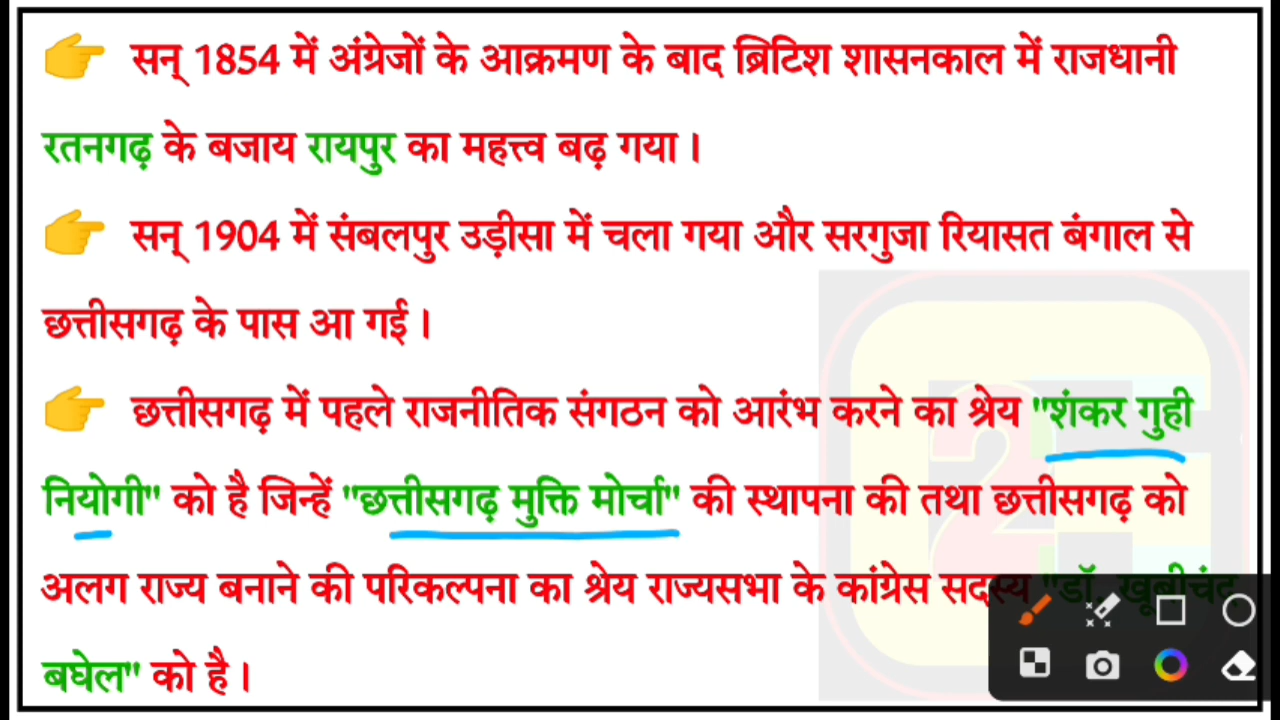 👉 सन् 1854 में अंग्रेजों के आक्रमण के बाद ब्रिटिश शासनकाल में राजधानी
रतनगढ़ के बजाय रायपुर का महत्त्व बढ़ गया।
👉 सन् 1904 में संबलपुर उड़ीसा में चला गया और सरगुजा रियासत बंगाल से
छत्तीसगढ़ के पास आ गई।
👉 छत्तीसगढ़ में पहले राजनीतिक संगठन को आरंभ करने का श्रेय "शंकर गुही
नियोगी" को है जिन्हें "छत्तीसगढ़ मुक्ति मोर्चा" की स्थापना की तथा छत्तीसगढ़ को
अलग राज्य बनाने की परिकल्पना का श्रेय राज्यसभा के कांग्रेस सदस्य "डॉ. खूबीचंद
बघेल" को है।